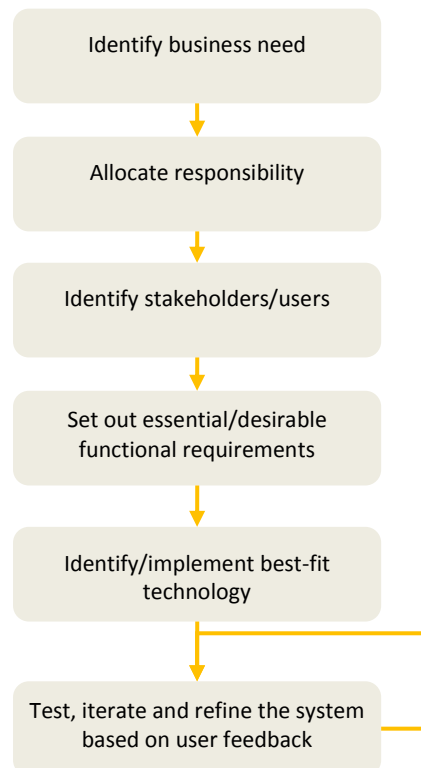 Identify business need
Allocate responsibility
Identify stakeholders/users
Set out essential/desirable
functional requirements
Identify/implement best-fit
technology
Test, iterate and refine the system
based on user feedback